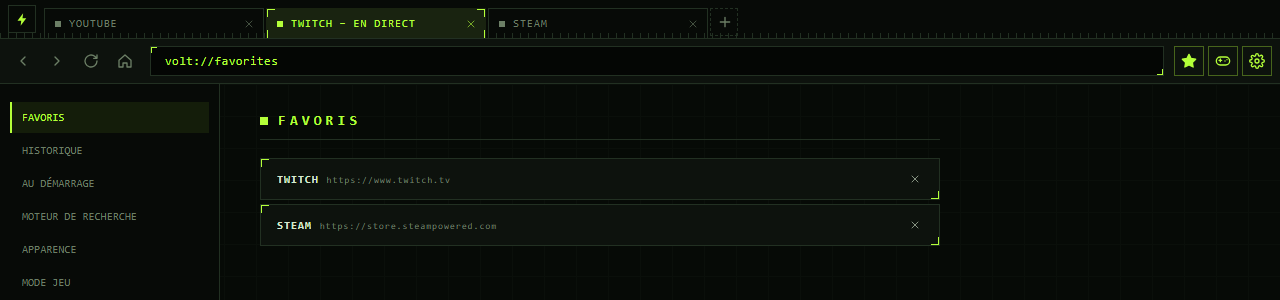 YOUTUBE
TWITCH – EN DIRECT
STEAM
volt://favorites
FAVORIS
HISTORIQUE
AU DÉMARRAGE
MOTEUR DE RECHERCHE
APPARENCE
MODE JEU
FAVORIS
TWITCH https://www.twitch.tv
STEAM https://store.steampowered.com